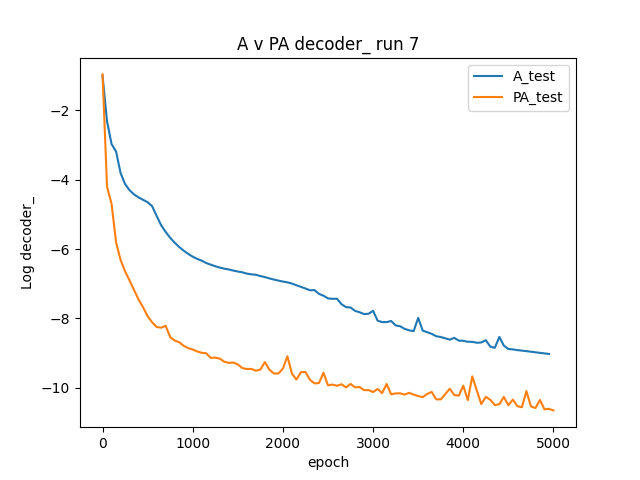 A v PA decoder_ run 7
A_test
PA_test
Log decoder_
−2
−4
−6
−8
−10
0
1000
2000
3000
4000
5000
epoch